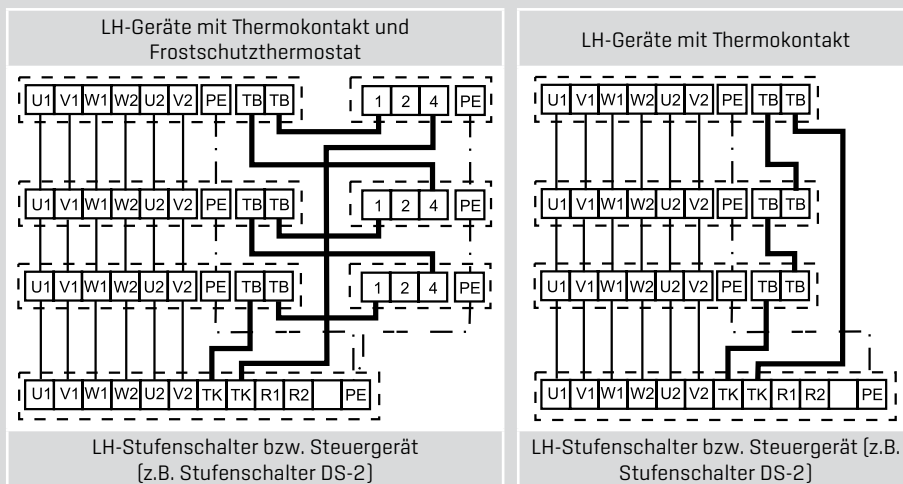 LH-Geräte mit Thermokontakt und
Frostschutzthermostat
U1 V1 W1 W2 U2 V2 PE TB TB 1 2 4 PE
U1 V1 W1 W2 U2 V2 PE TB TB 1 2 4 PE
U1 V1 W1 W2 U2 V2 PE TB TB 1 2 4 PE
U1 V1 W1 W2 U2 V2 TK TK R1 R2 PE
LH-Stufenschalter bzw. Steuergerät
(z.B. Stufenschalter DS-2)
LH-Geräte mit Thermokontakt
U1 V1 W1 W2 U2 V2 PE TB TB
U1 V1 W1 W2 U2 V2 PE TB TB
U1 V1 W1 W2 U2 V2 PE TB TB
U1 V1 W1 W2 U2 V2 TK TK R1 R2 PE
LH-Stufenschalter bzw. Steuergerät (z.B.
Stufenschalter DS-2)